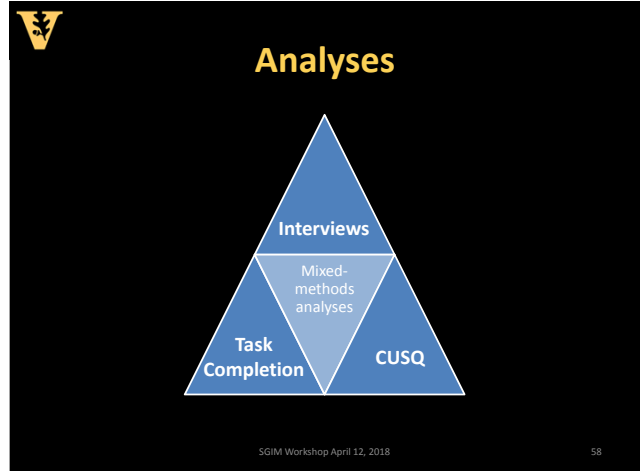 V
Analyses
Interviews
Mixed-
methods
analyses
Task
Completion
CUSQ
SGIM Workshop April 12, 2018
58